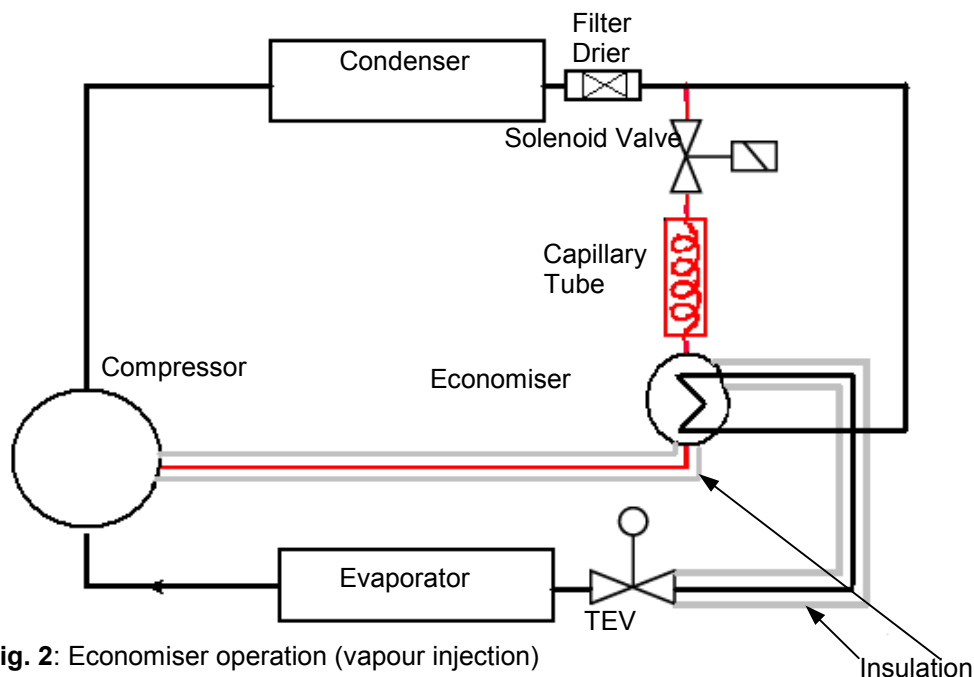 Filter
Drier
Condenser
Solenoid Valve
Capillary
Tube
Compressor
Economiser
Evaporator
TEV
ig. 2: Economiser operation (vapour injection)
Insulation